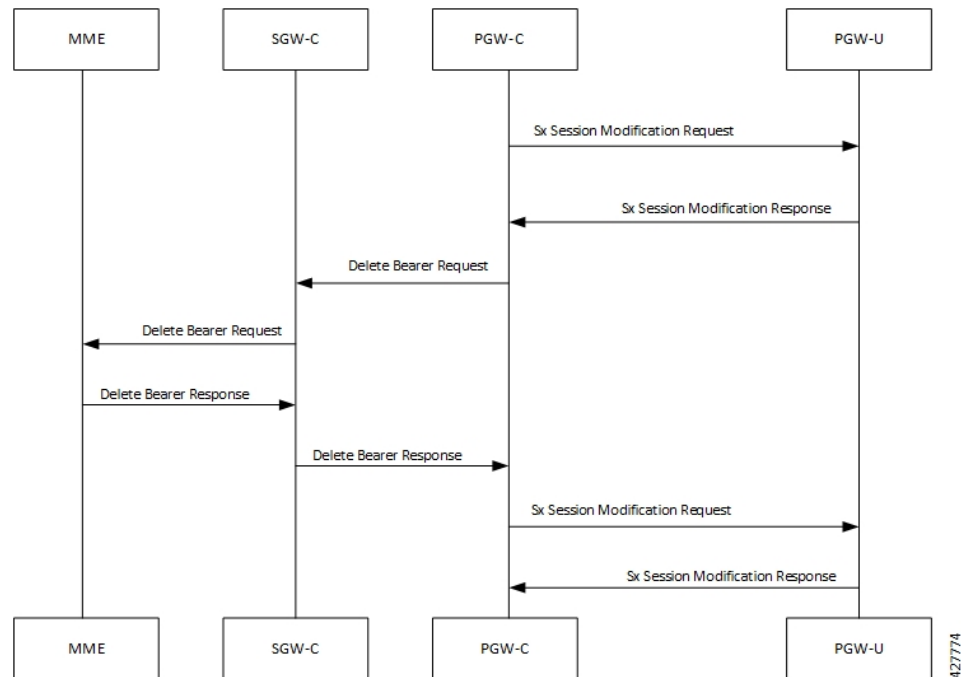 MME
SGW-C
PGW-C
PGW-U
Sx Session Modification Request
Sx Session Modification Response
Delete Bearer Request
Delete Bearer Request
Delete Bearer Response
Delete Bearer Response
Sx Session Modification Request
Sx Session Modification Response
MME
SGW-C
PGW-C
PGW-U
427774